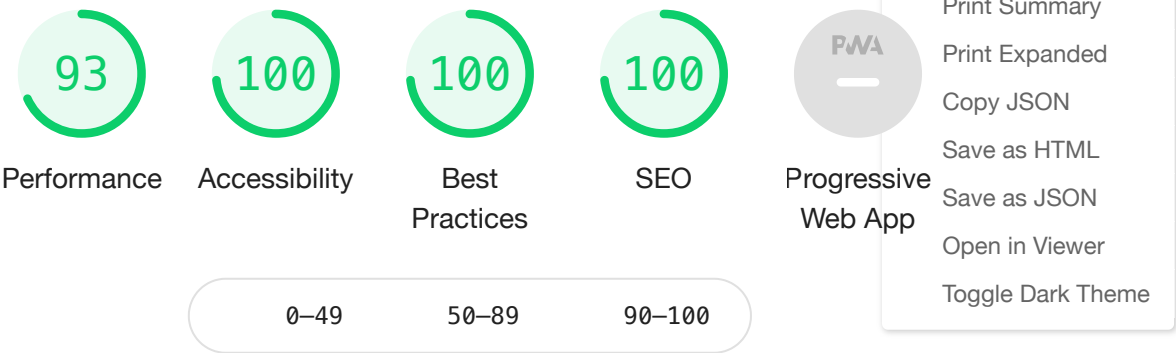 93
100
100
100
PWA
Performance
Accessibility
Best
Practices
SEO
Progressive
Web App
0–49
50–89
90–100
Print Summary
Print Expanded
Copy JSON
Save as HTML
Save as JSON
Open in Viewer
Toggle Dark Theme